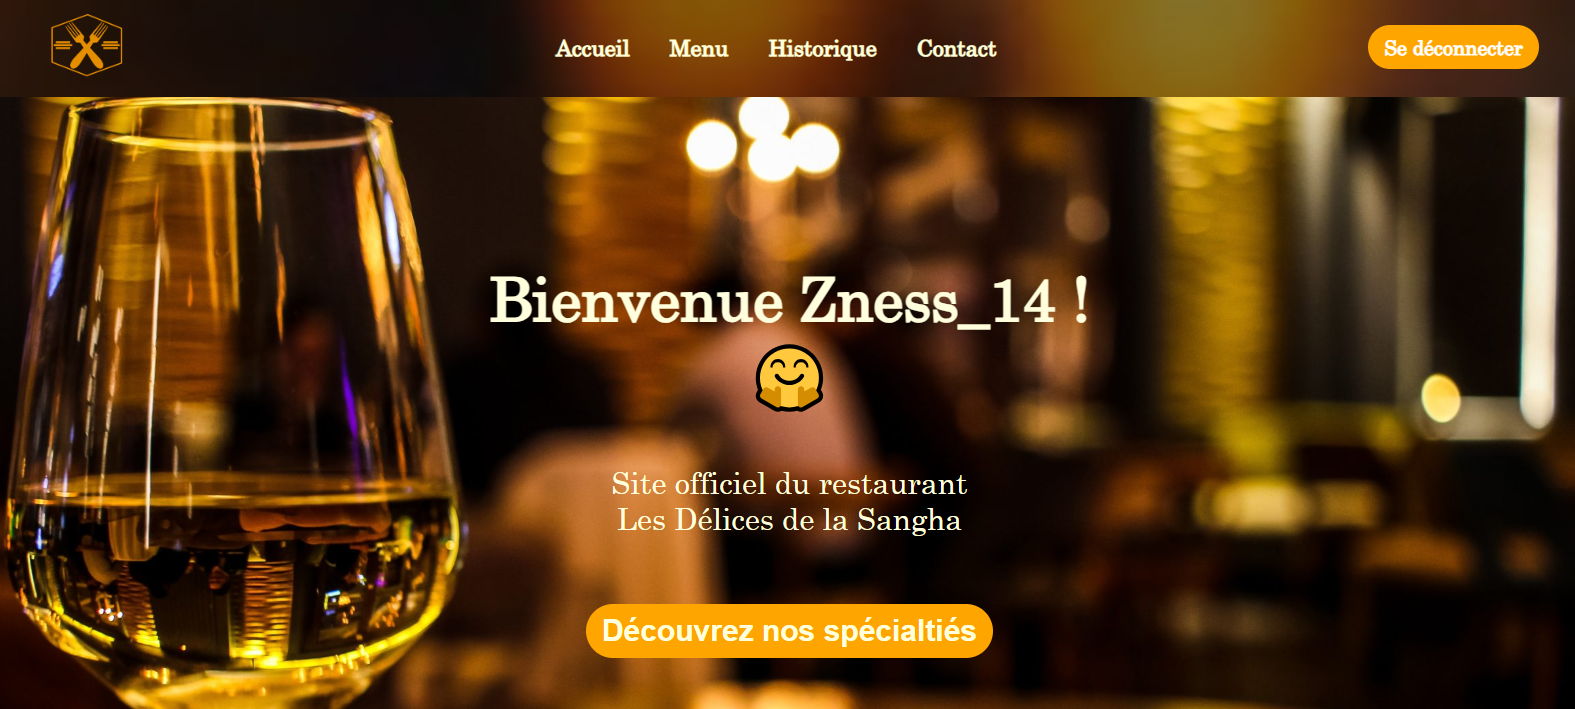 Accueil Menu Historique Contact Se déconnecter
Bienvenue Zness_14 !
Site officiel du restaurant
Les Délices de la Sangha
Découvrez nos spécialtiés